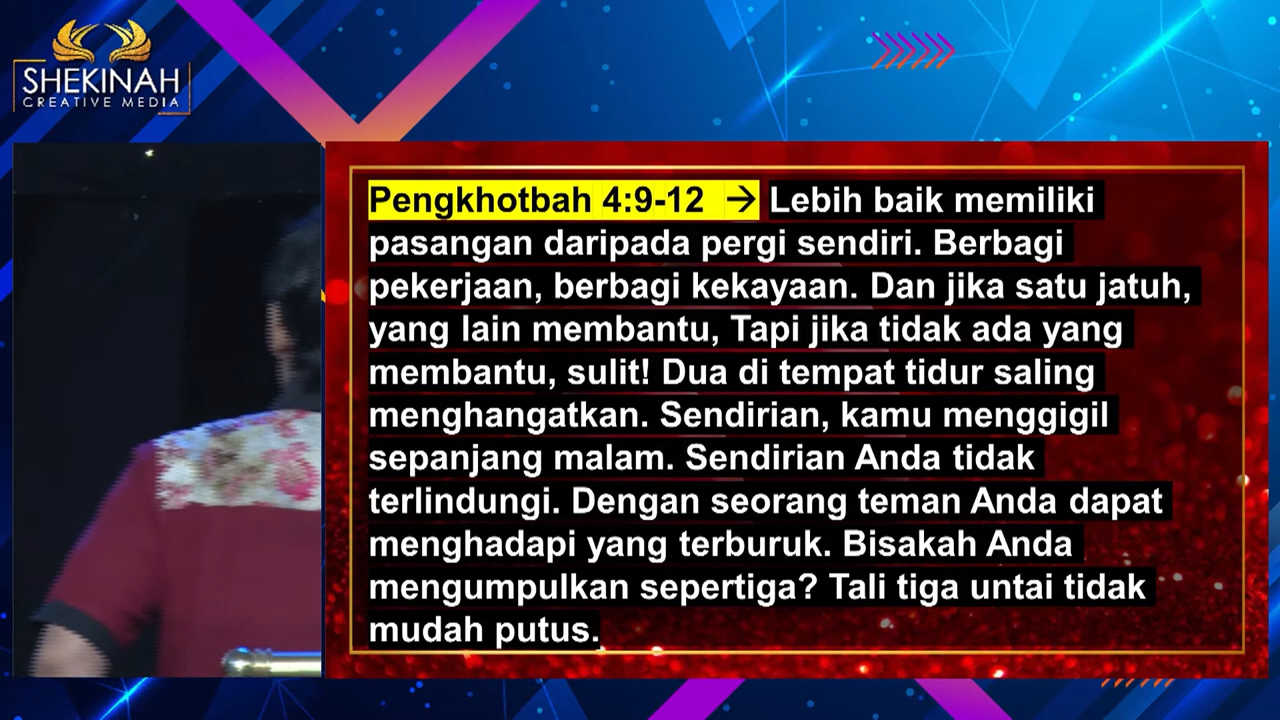 SHEKINAH
CREATIVE MEDIA
Pengkhotbah 4:9-12 → Lebih baik memiliki
pasangan daripada pergi sendiri. Berbagi
pekerjaan, berbagi kekayaan. Dan jika satu jatuh,
yang lain membantu, Tapi jika tidak ada yang
membantu, sulit! Dua di tempat tidur saling
menghangatkan. Sendirian, kamu menggigil
sepanjang malam. Sendirian Anda tidak
terlindungi. Dengan seorang teman Anda dapat
menghadapi yang terburuk. Bisakah Anda
mengumpulkan sepertiga? Tali tiga untai tidak
mudah putus.